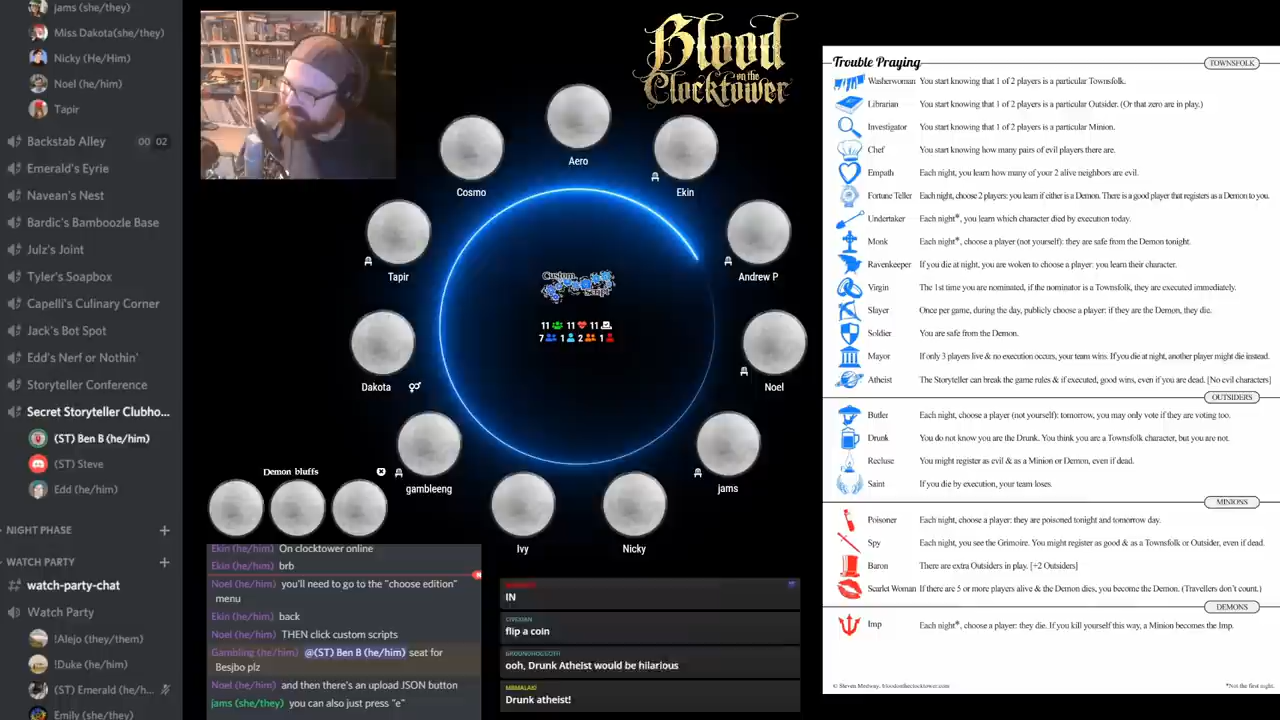 jams (she/they)
Miss Dakota(she/they)
Nicky (He/Him)
Noel (he/him)
Tapir
Backstab Alley
00 02
Emerald's Eyrie
Navean's Nest
Bardic's Bamboozle Base
Julz's Joint
Tyler's Soapbox
Capelli's Culinary Corner
Jack's Bot Spot
Edd's Nerf or Nothin'
Storyteller Conference
Secret Storyteller Clubho...
(ST) Ben B (he/him)
(ST) Steve
Edd (he/him)
NIGHT PHASE
WATCH PARTY
watch-party-chat
Watch Party
!Alejo (they/them)
!Duke (he/him)
(ST) Emerald (he/h...
Emily (she/they)
Blood
on the
Clocktower
Aero
Cosmo
Ekin
Tapir
Andrew P
Dakota
Noel
gambleeng
jams
Ivy
Nicky
Custom
Script
11 11 11
7 1 2 1
Demon bluffs
Ekin (he/him) On clocktower online
Ekin (he/him) brb
Noel (he/him) you'll need to go to the "choose edition"
menu
Ekin (he/him) back
Noel (he/him) THEN click custom scripts
Gambling (he/him) @(ST) Ben B (he/him) seat for
Besjbo plz
Noel (he/him) and then there's an upload JSON button
jams (she/they) you can also just press "e"
IN
flip a coin
ooh, Drunk Atheist would be hilarious
Drunk atheist!
Trouble Praying
TOWNSFOLK
Washerwoman You start knowing that 1 of 2 players is a particular Townsfolk.
Librarian You start knowing that 1 of 2 players is a particular Outsider. (Or that zero are in play.)
Investigator You start knowing that 1 of 2 players is a particular Minion.
Chef You start knowing how many pairs of evil players there are.
Empath Each night, you learn how many of your 2 alive neighbors are evil.
Fortune Teller Each night, choose 2 players: you learn if either is a Demon. There is a good player that registers as a Demon to you.
Undertaker Each night*, you learn which character died by execution today.
Monk Each night*, choose a player (not yourself): they are safe from the Demon tonight.
Ravenkeeper If you die at night, you are woken to choose a player: you learn their character.
Virgin The 1st time you are nominated, if the nominator is a Townsfolk, they are executed immediately.
Slayer Once per game, during the day, publicly choose a player: if they are the Demon, they die.
Soldier You are safe from the Demon.
Mayor If only 3 players live & no execution occurs, your team wins. If you die at night, another player might die instead.
Atheist The Storyteller can break the game rules & if executed, good wins, even if you are dead. [No evil characters]
OUTSIDERS
Butler Each night, choose a player (not yourself): tomorrow, you may only vote if they are voting too.
Drunk You do not know you are the Drunk. You think you are a Townsfolk character, but you are not.
Recluse You might register as evil & as a Minion or Demon, even if dead.
Saint If you die by execution, your team loses.
MINIONS
Poisoner Each night, choose a player: they are poisoned tonight and tomorrow day.
Spy Each night, you see the Grimoire. You might register as good & as a Townsfolk or Outsider, even if dead.
Baron There are extra Outsiders in play. [+2 Outsiders]
Scarlet Woman If there are 5 or more players alive & the Demon dies, you become the Demon. (Travellers don't count.)
DEMONS
Imp Each night*, choose a player: they die. If you kill yourself this way, a Minion becomes the Imp.
© Steven Medway, bloodontheclocktower.com
*Not the first night.